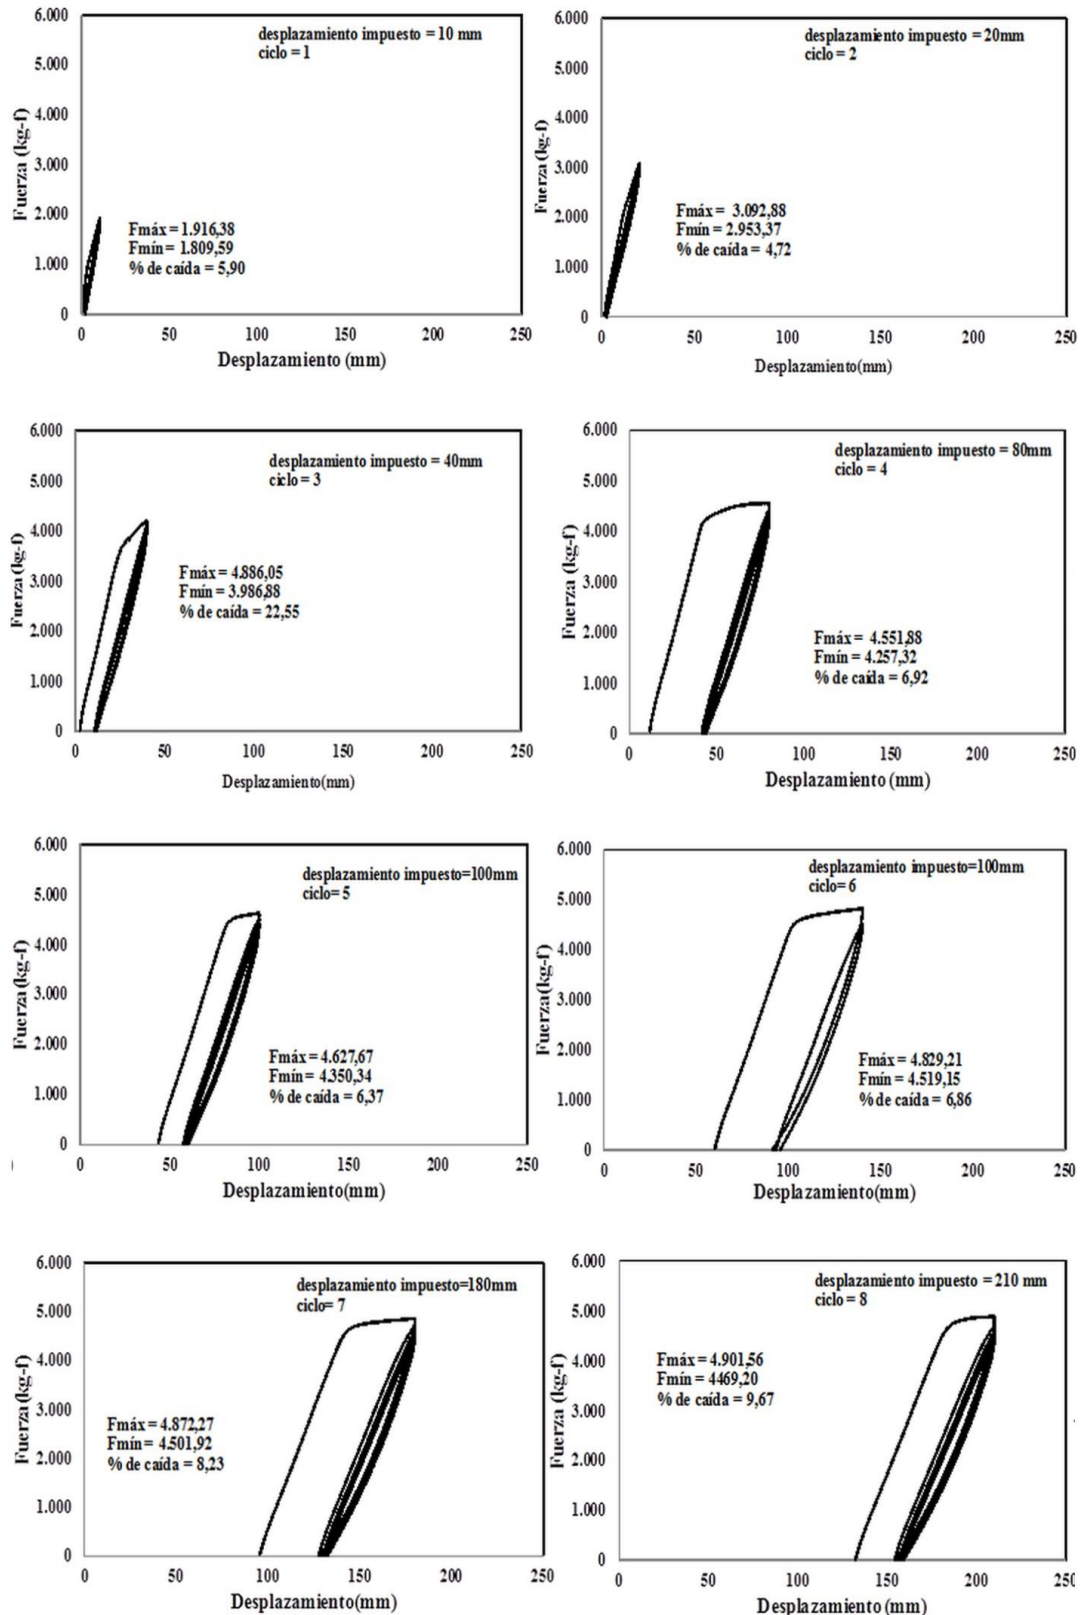 6.000
5.000
4.000
3.000
2.000
1.000
0
Fuerza (kg-f)
desplazamiento impuesto = 10 mm
ciclo = 1
Fmáx = 1.916,38
Fmín = 1.809,59
% de caída = 5,90
0 50 100 150 200 250
Desplazamiento (mm)
6.000
5.000
4.000
3.000
2.000
1.000
0
Fuerza (kg-f)
desplazamiento impuesto = 20mm
ciclo = 2
Fmáx = 3.092,88
Fmín = 2.953,37
% de caída = 4,72
0 50 100 150 200 250
Desplazamiento(mm)
6.000
5.000
4.000
3.000
2.000
1.000
0
Fuerza (kg-f)
desplazamiento impuesto = 40mm
ciclo = 3
Fmáx = 4.886,05
Fmín = 3.986,88
% de caída = 22,55
0 50 100 150 200 250
Desplazamiento(mm)
6.000
5.000
4.000
3.000
2.000
1.000
0
Fuerza (kg-f)
desplazamiento impuesto = 80mm
ciclo = 4
Fmáx = 4.551,88
Fmín = 4.257,32
% de caída = 6,92
0 50 100 150 200 250
Desplazamiento (mm)
6.000
5.000
4.000
3.000
2.000
1.000
0
Fuerza (kg-f)
desplazamiento impuesto=100mm
ciclo= 5
Fmáx = 4.627,67
Fmín = 4.350,34
% de caída = 6,37
0 50 100 150 200 250
Desplazamiento(mm)
6.000
5.000
4.000
3.000
2.000
1.000
0
Fuerza(kg-f)
desplazamiento impuesto=100mm
ciclo= 6
Fmáx = 4.829,21
Fmín = 4.519,15
% de caída = 6,86
0 50 100 150 200 250
Desplazamiento(mm)
6.000
5.000
4.000
3.000
2.000
1.000
0
Fuerza(kg-f)
desplazamiento impuesto=180mm
ciclo= 7
Fmáx = 4.872,27
Fmín = 4.501,92
% de caída = 8,23
0 50 100 150 200 250
Desplazamiento (mm)
6.000
5.000
4.000
3.000
2.000
1.000
0
Fuerza(kg-f)
desplazamiento impuesto = 210 mm
ciclo = 8
Fmáx = 4.901,56
Fmín = 4469,20
% de caída = 9,67
0 50 100 150 200 250
Desplazamiento (mm)